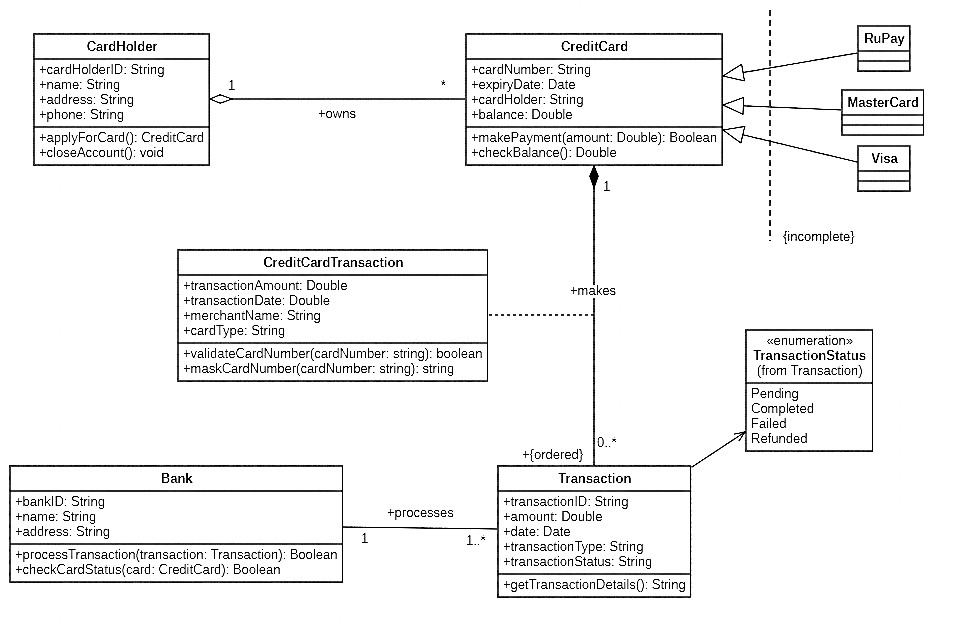 CardHolder
+cardHolderID: String
+name: String
+address: String
+phone: String
+applyForCard(): CreditCard
+closeAccount(): void
1
*
+owns
CreditCard
+cardNumber: String
+expiryDate: Date
+cardHolder: String
+balance: Double
+makePayment(amount: Double): Boolean
+checkBalance(): Double
RuPay
MasterCard
Visa
{incomplete}
1
+makes
CreditCardTransaction
+transactionAmount: Double
+transactionDate: Double
+merchantName: String
+cardType: String
+validateCardNumber(cardNumber: string): boolean
+maskCardNumber(cardNumber: string): string
«enumeration»
TransactionStatus
(from Transaction)
Pending
Completed
Failed
Refunded
0..*
+{ordered}
Bank
+bankID: String
+name: String
+address: String
+processTransaction(transaction: Transaction): Boolean
+checkCardStatus(card: CreditCard): Boolean
+processes
1
1..*
Transaction
+transactionID: String
+amount: Double
+date: Date
+transactionType: String
+transactionStatus: String
+getTransactionDetails(): String